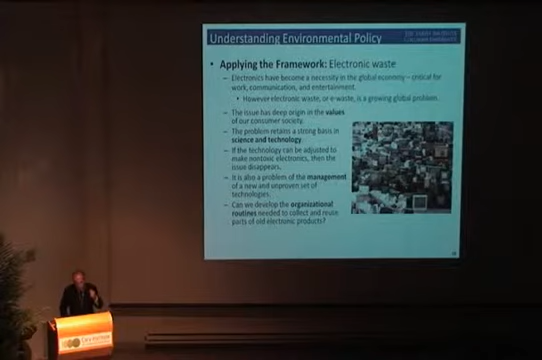 Understanding Environmental Policy
THE EARTH INSTITUTE
COLUMBIA UNIVERSITY
• Applying the Framework: Electronic waste
– Electronics have become a necessity in the global economy – critical for
work, communication, and entertainment.
• However electronic waste, or e-waste, is a growing global problem.
– The issue has deep origin in the values
of our consumer society.
– The problem retains a strong basis in
science and technology.
– If the technology can be adjusted to
make nontoxic electronics, then the
issue disappears.
– It is also a problem of the management
of a new and unproven set of
technologies.
– Can we develop the organizational
routines needed to collect and reuse
parts of old electronic products?